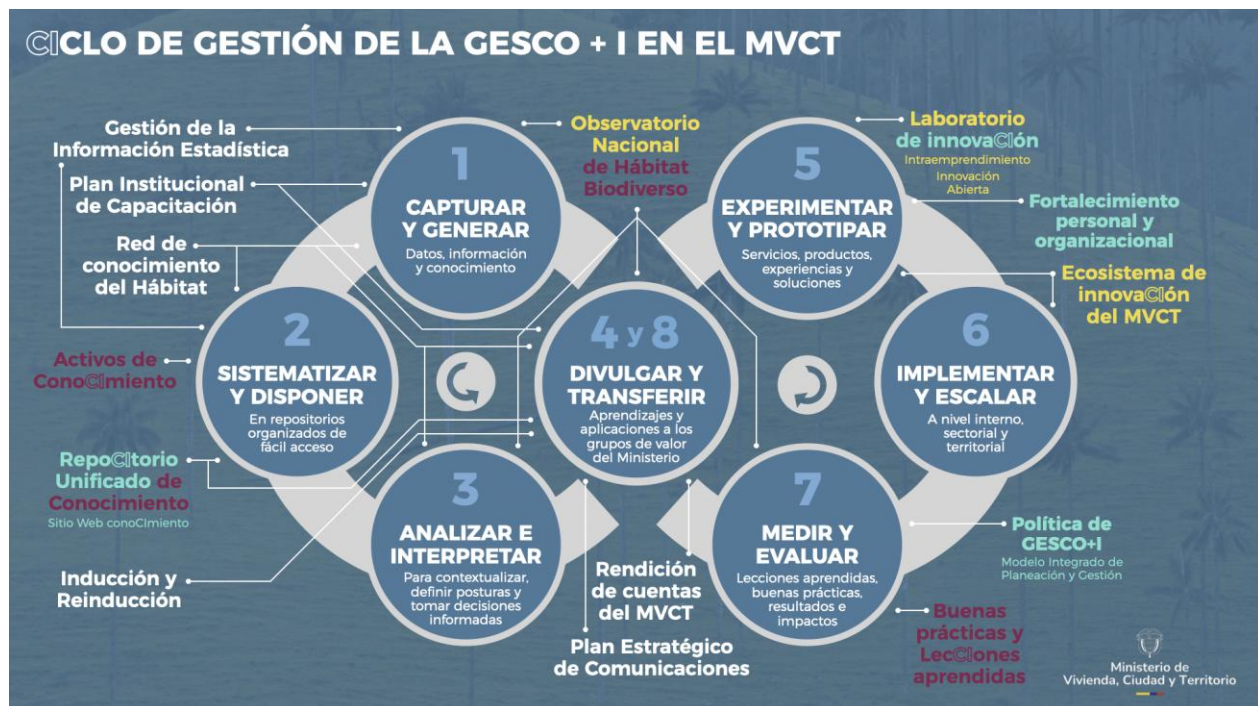 CICLO DE GESTIÓN DE LA GESCO + I EN EL MVCT
Gestión de la
Información Estadística
Plan Institucional
de Capacitación
Red de
conocimiento
del Hábitat
Activos de
ConoCImiento
RepoCItorio
Unificado de
Conocimiento
Sitio Web conoCImiento
Inducción y
Reinducción
1
CAPTURAR
Y GENERAR
Datos, información
y conocimiento
2
SISTEMATIZAR
Y DISPONER
En repositorios
organizados de
fácil acceso
3
ANALIZAR E
INTERPRETAR
Para contextualizar,
definir posturas y
tomar decisiones
informadas
Observatorio
Nacional
de Hábitat
Biodiverso
4 y 8
DIVULGAR Y
TRANSFERIR
Aprendizajes y
aplicaciones a los
grupos de valor
del Ministerio
Rendición
de cuentas
del MVCT
Plan Estratégico
de Comunicaciones
5
EXPERIMENTAR
Y PROTOTIPAR
Servicios, productos,
experiencias y
soluciones
6
IMPLEMENTAR
Y ESCALAR
A nivel interno,
sectorial y
territorial
7
MEDIR Y
EVALUAR
Lecciones aprendidas,
buenas prácticas,
resultados e
impactos
Laboratorio
de innovaCIón
Intraemprendimiento
Innovación
Abierta
Fortalecimiento
personal y
organizacional
Ecosistema de
innovaCIón
del MVCT
Política de
GESCO+I
Modelo Integrado de
Planeación y Gestión
Buenas
prácticas y
LecCIones
aprendidas
Ministerio de
Vivienda, Ciudad y Territorio